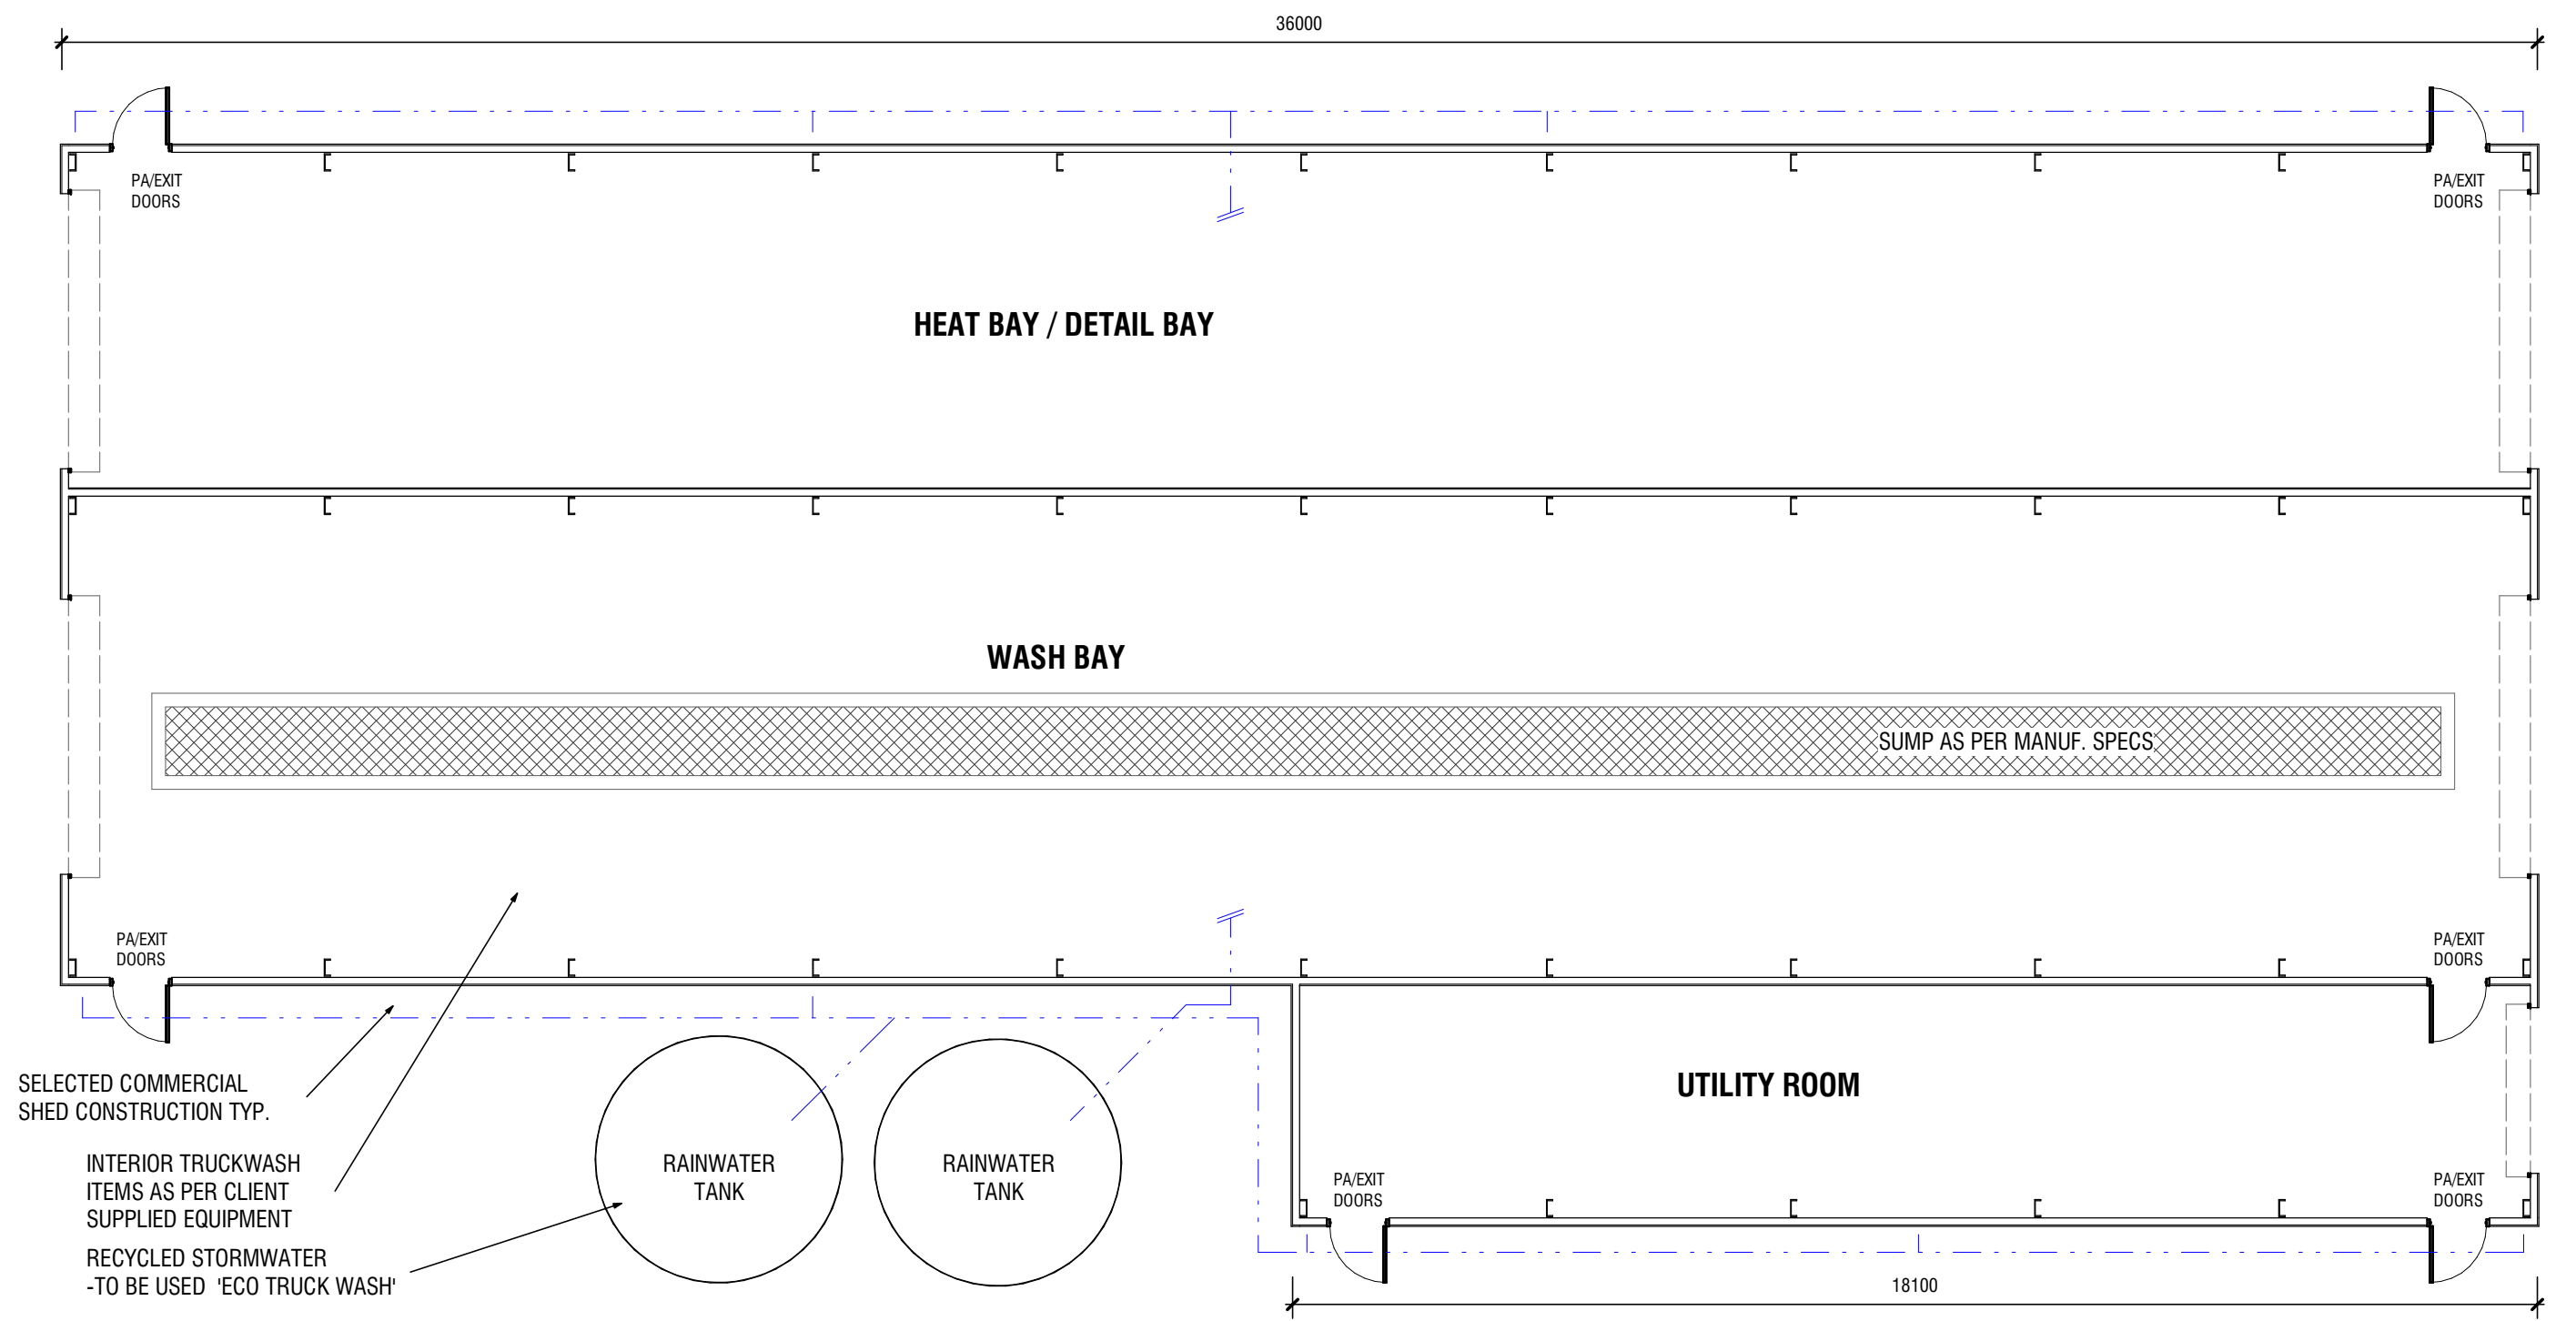 36000
PA/EXIT
DOORS
PA/EXIT
DOORS
HEAT BAY / DETAIL BAY
WASH BAY
SUMP AS PER MANUF. SPECS
PA/EXIT
DOORS
PA/EXIT
DOORS
SELECTED COMMERCIAL
SHED CONSTRUCTION TYP.
INTERIOR TRUCKWASH
ITEMS AS PER CLIENT
SUPPLIED EQUIPMENT
RECYCLED STORMWATER
-TO BE USED 'ECO TRUCK WASH'
RAINWATER
TANK
RAINWATER
TANK
UTILITY ROOM
PA/EXIT
DOORS
PA/EXIT
DOORS
18100